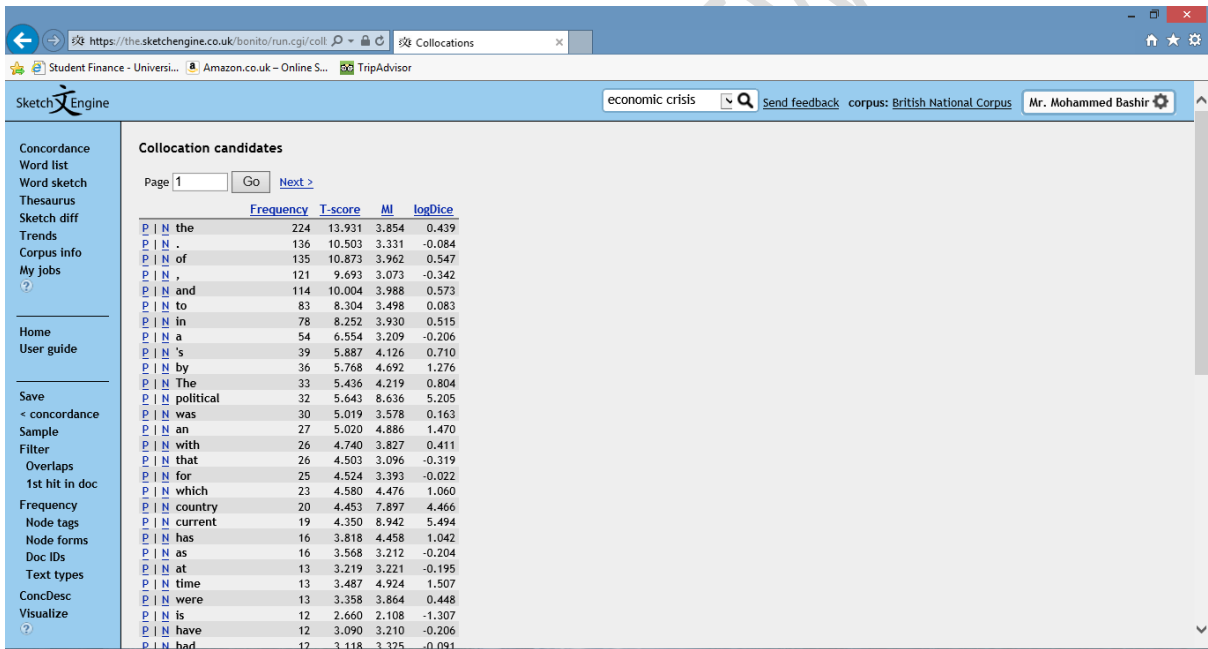 https://the.sketchengine.co.uk/bonito/run.cgi/coll
Collocations
Student Finance - Universi...
Amazon.co.uk – Online S...
TripAdvisor
Sketch Engine
economic crisis
Send feedback
corpus: British National Corpus
Mr. Mohammed Bashir
Concordance
Word list
Word sketch
Thesaurus
Sketch diff
Trends
Corpus info
My jobs
?
Home
User guide
Save
< concordance
Sample
Filter
Overlaps
1st hit in doc
Frequency
Node tags
Node forms
Doc IDs
Text types
ConcDesc
Visualize
?
Collocation candidates
Page 1 Go Next >
Frequency T-score MI logDice
P | N the 224 13.931 3.854 0.439
P | N . 136 10.503 3.331 -0.084
P | N of 135 10.873 3.962 0.547
P | N , 121 9.693 3.073 -0.342
P | N and 114 10.004 3.988 0.573
P | N to 83 8.304 3.498 0.083
P | N in 78 8.252 3.930 0.515
P | N a 54 6.554 3.209 -0.206
P | N 's 39 5.887 4.126 0.710
P | N by 36 5.768 4.692 1.276
P | N The 33 5.436 4.219 0.804
P | N political 32 5.643 8.636 5.205
P | N was 30 5.019 3.578 0.163
P | N an 27 5.020 4.886 1.470
P | N with 26 4.740 3.827 0.411
P | N that 26 4.503 3.096 -0.319
P | N for 25 4.524 3.393 -0.022
P | N which 23 4.580 4.476 1.060
P | N country 20 4.453 7.897 4.466
P | N current 19 4.350 8.942 5.494
P | N has 16 3.818 4.458 1.042
P | N as 16 3.568 3.212 -0.204
P | N at 13 3.219 3.221 -0.195
P | N time 13 3.487 4.924 1.507
P | N were 13 3.358 3.864 0.448
P | N is 12 2.660 2.108 -1.307
P | N have 12 3.090 3.210 -0.206
P | N had 12 3.118 3.325 -0.091